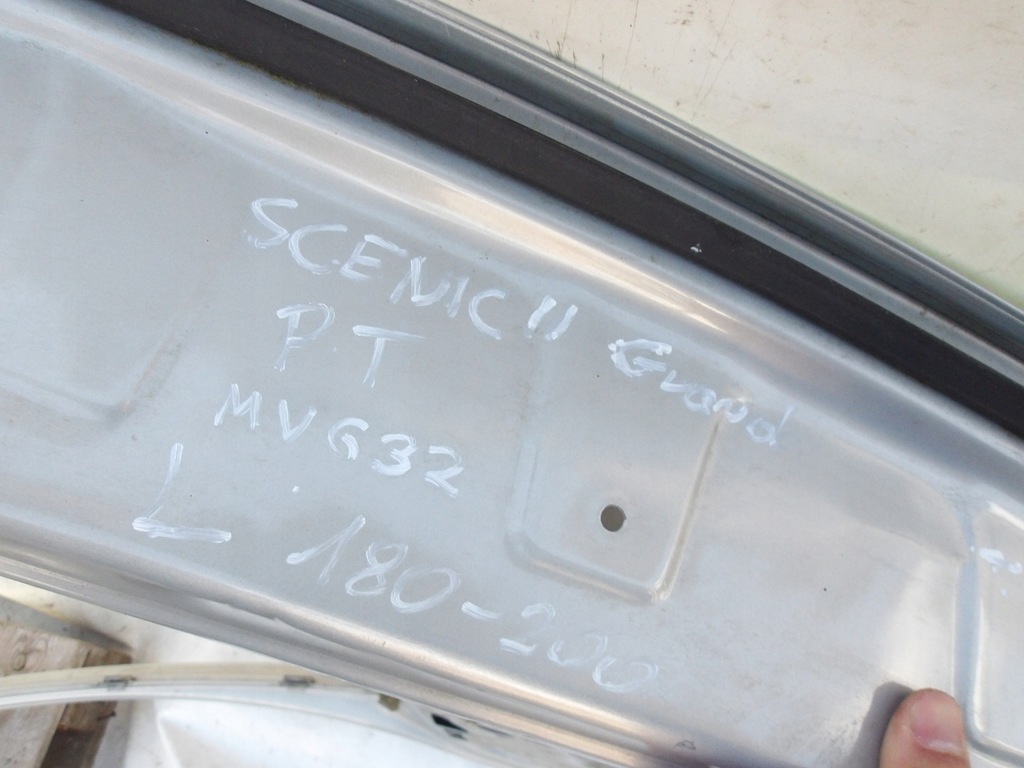 SCENIC II Grand
PT
MVG32
L 180-200